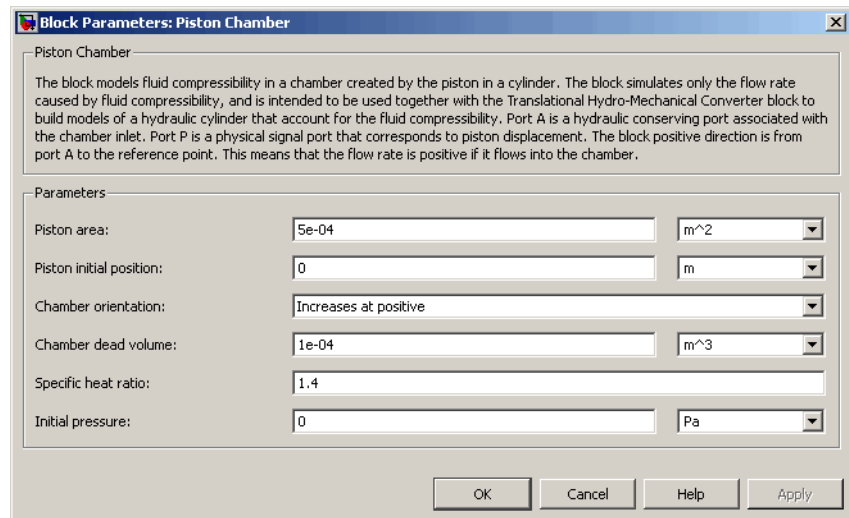 Block Parameters: Piston Chamber
Piston Chamber
The block models fluid compressibility in a chamber created by the piston in a cylinder. The block simulates only the flow rate
caused by fluid compressibility, and is intended to be used together with the Translational Hydro-Mechanical Converter block to
build models of a hydraulic cylinder that account for the fluid compressibility. Port A is a hydraulic conserving port associated with
the chamber inlet. Port P is a physical signal port that corresponds to piston displacement. The block positive direction is from
port A to the reference point. This means that the flow rate is positive if it flows into the chamber.
Parameters
Piston area: 5e-04 m^2
Piston initial position: 0 m
Chamber orientation: Increases at positive
Chamber dead volume: 1e-04 m^3
Specific heat ratio: 1.4
Initial pressure: 0 Pa
OK Cancel Help Apply